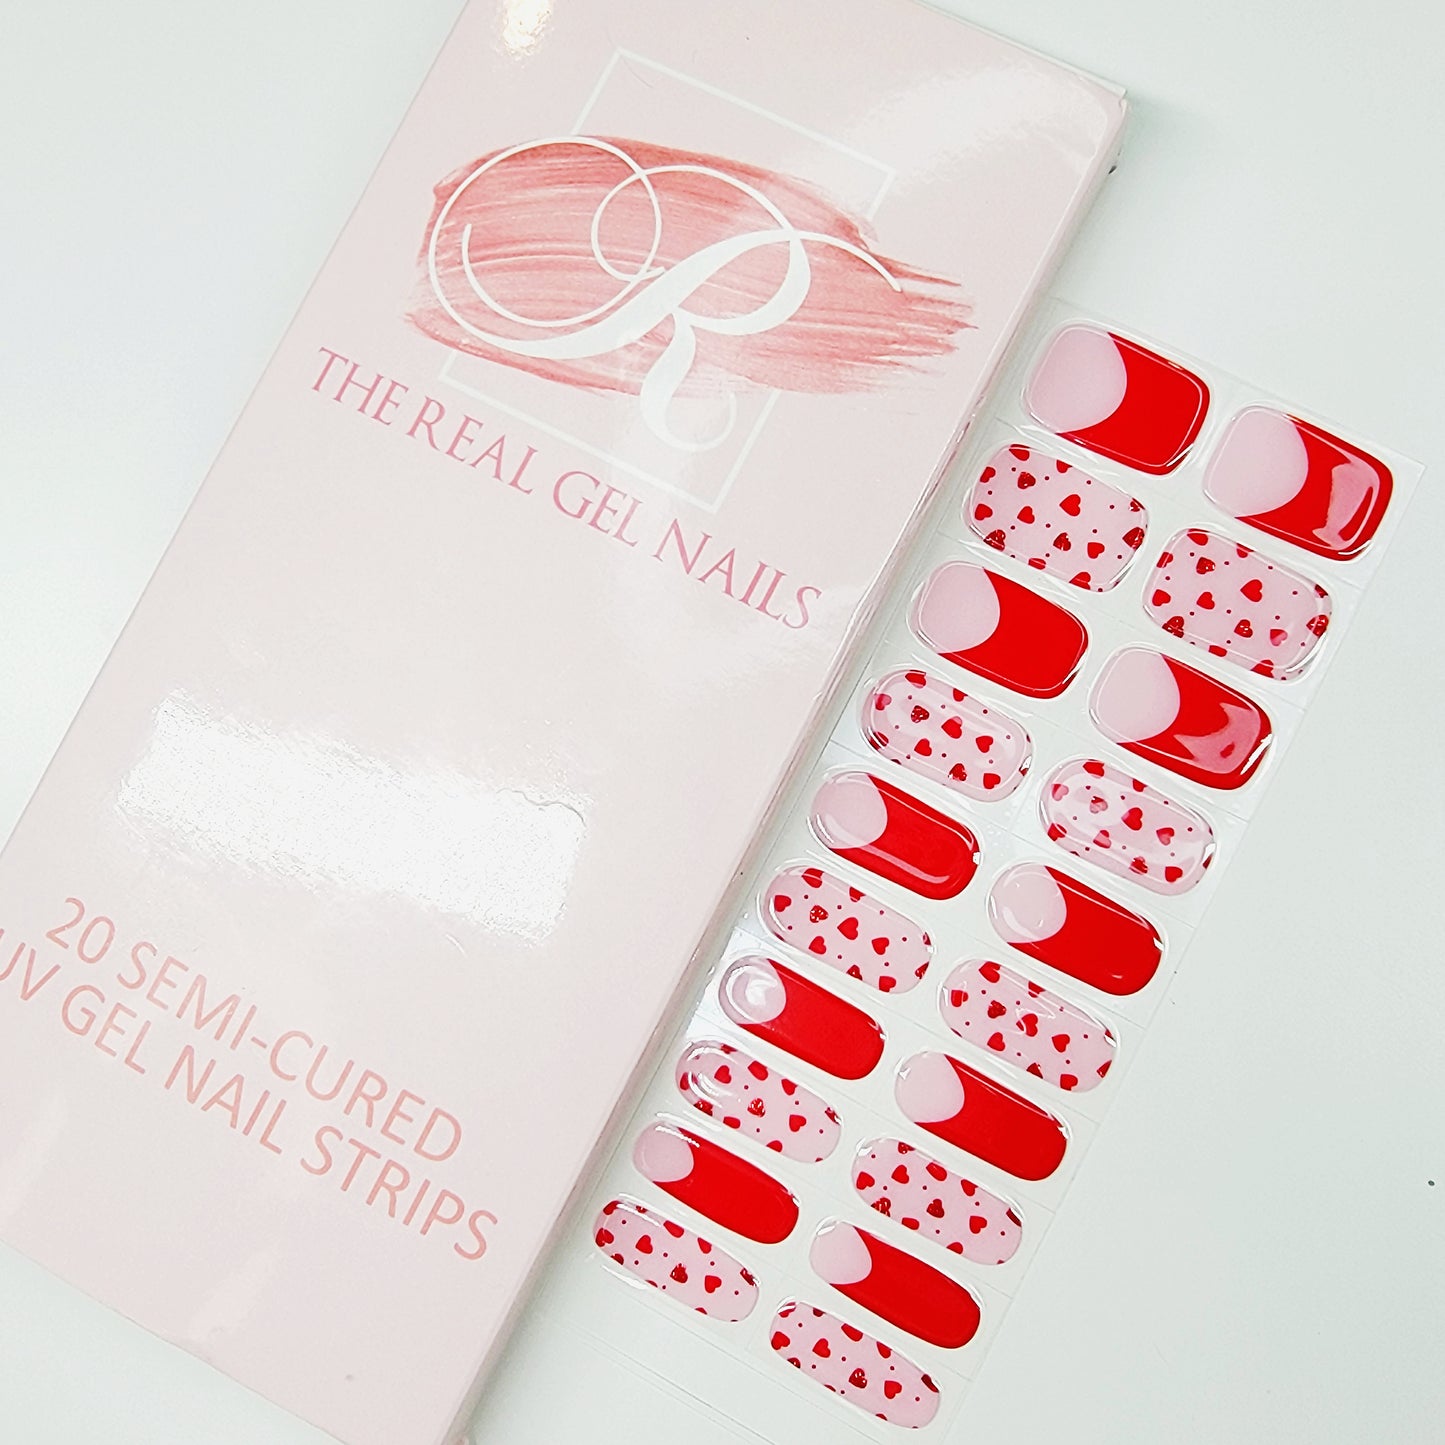 R
THE REAL GEL NAILS
20 SEMI-CURED
UV GEL NAIL STRIPS